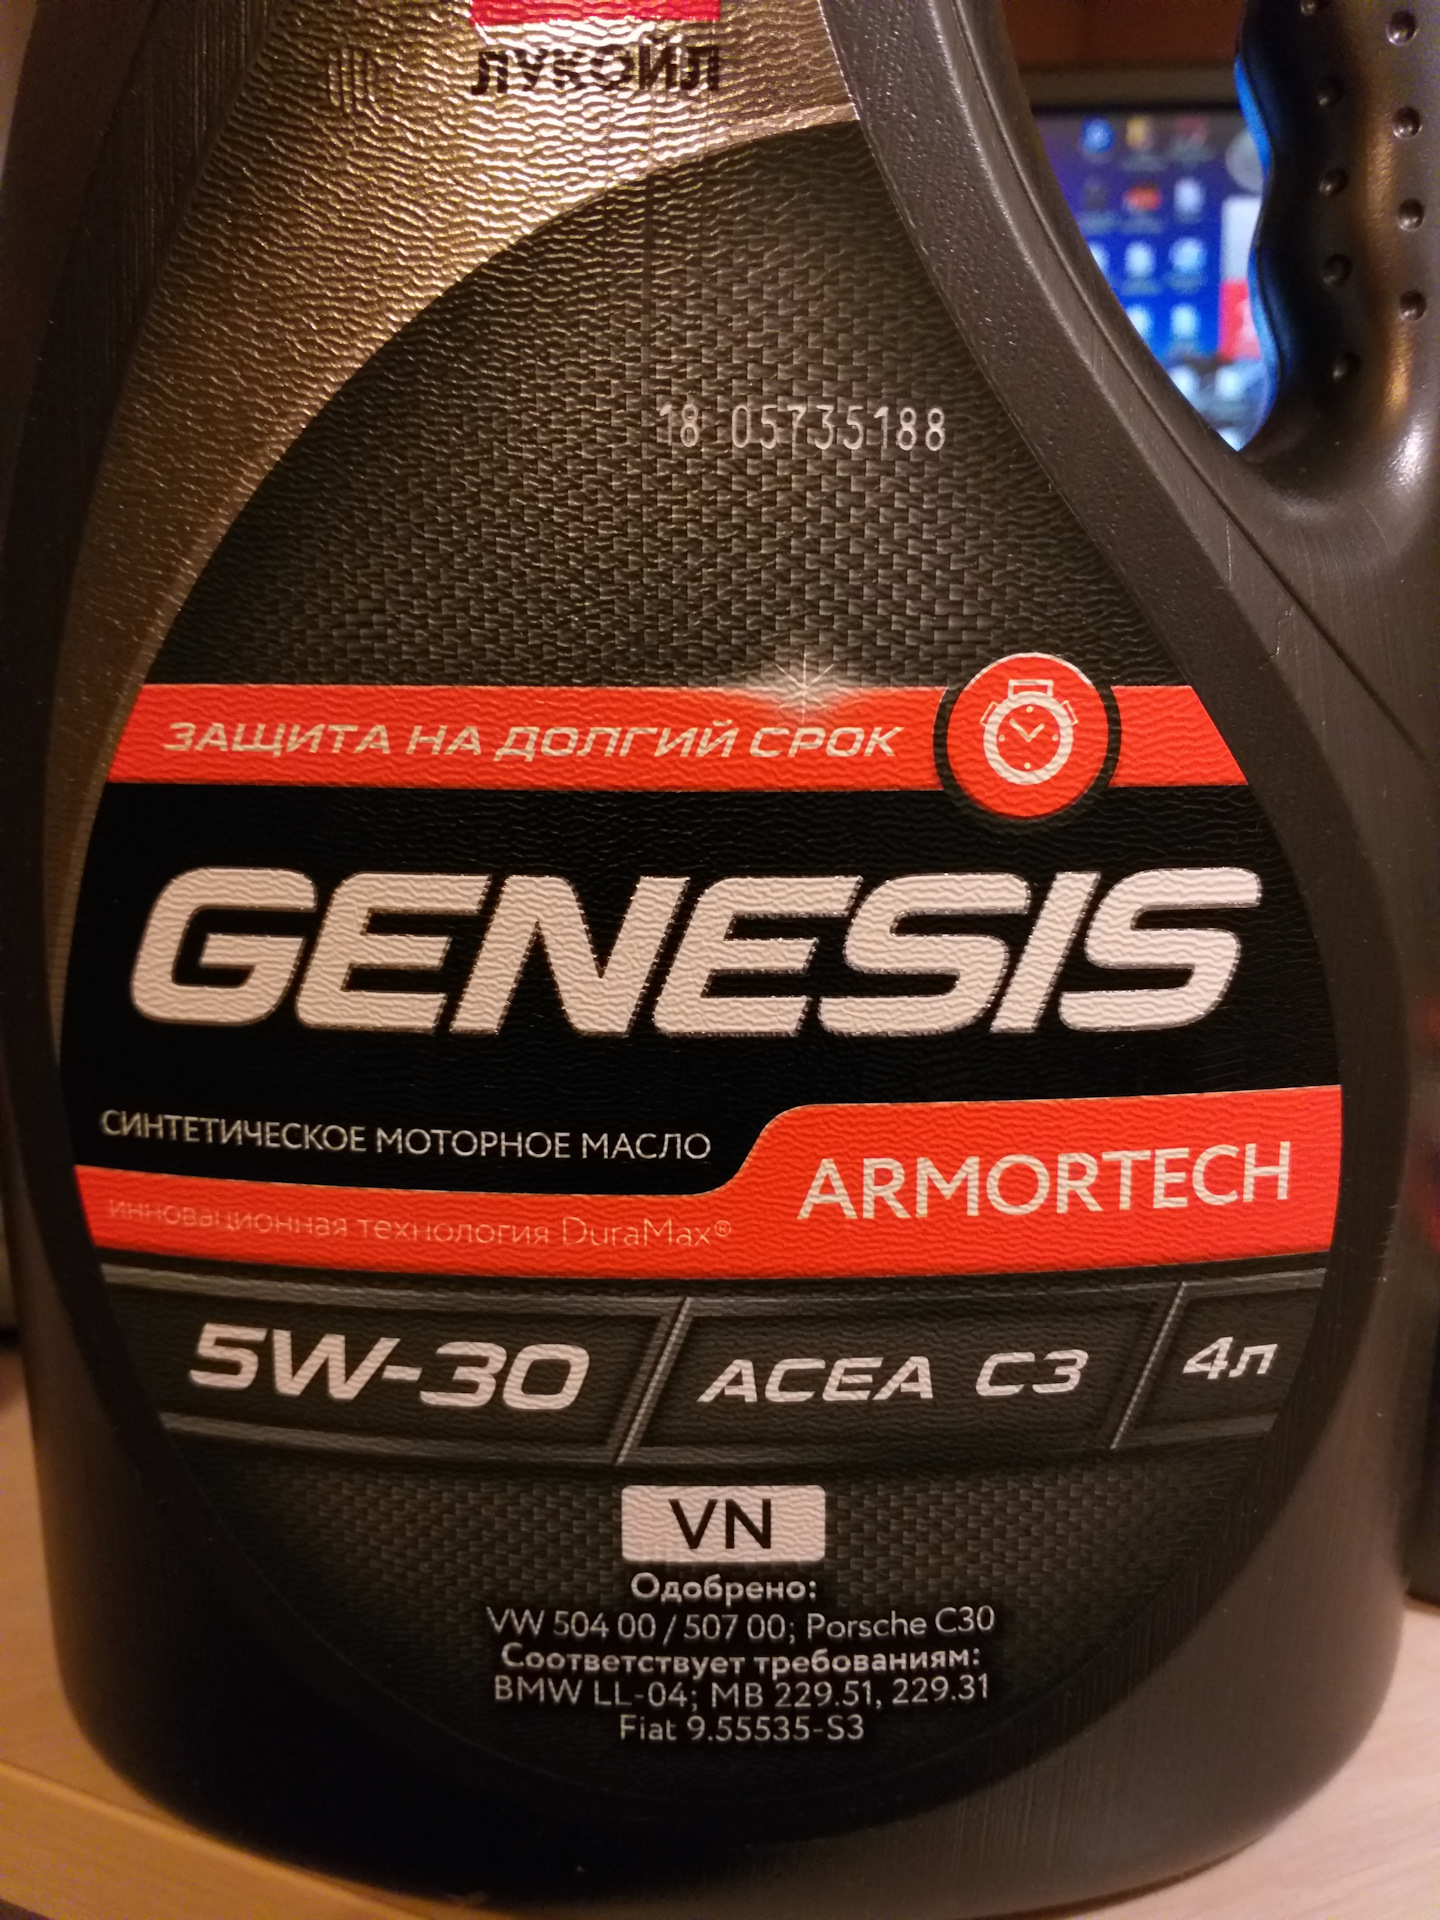 ЛУКОЙЛ
18 05735188
ЗАЩИТА НА ДОЛГИЙ СРОК
GENESIS
СИНТЕТИЧЕСКОЕ МОТОРНОЕ МАСЛО
ARMORTECH
инновационная технология DuraMax®
5W-30
ACEA C3
4л
VN
Одобрено:
VW 504 00 / 507 00; Porsche C30
Соответствует требованиям:
BMW LL-04; MB 229.51, 229.31
Fiat 9.55535-S3